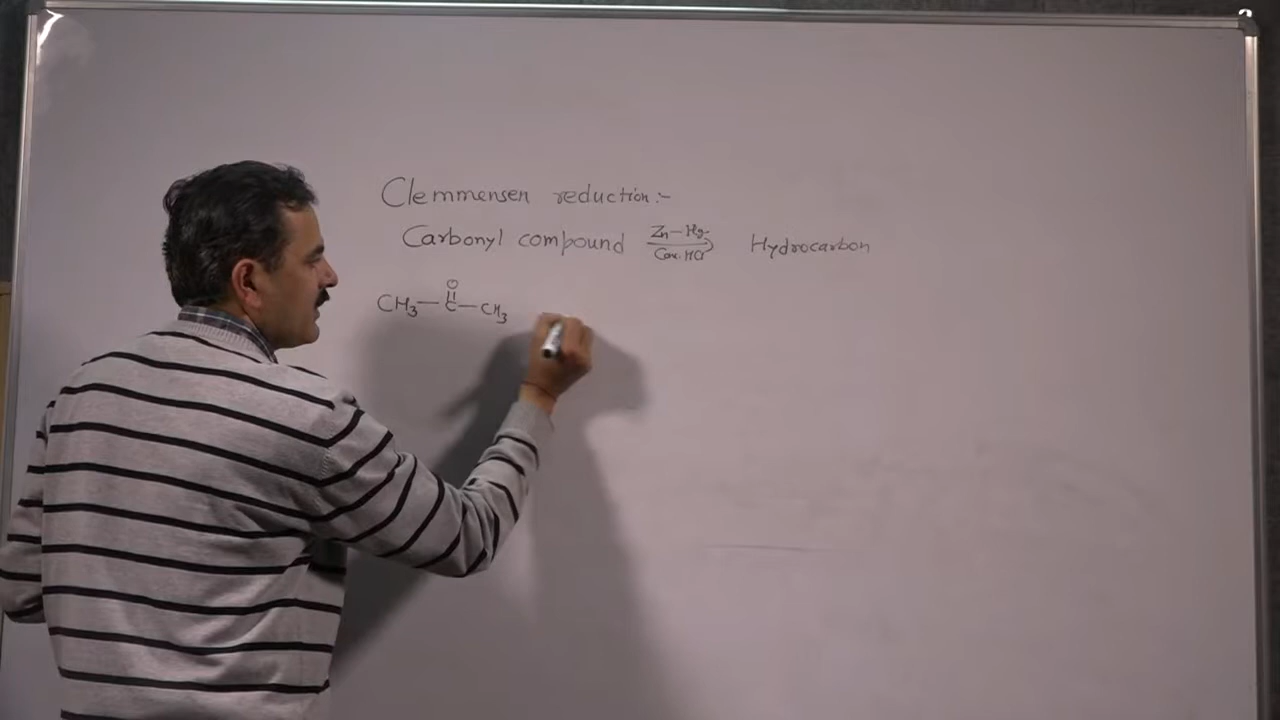 Clemmensen reduction:-
Carbonyl compound Zn-Hg/Conc. HCl → Hydrocarbon
O
CH3-C-CH3